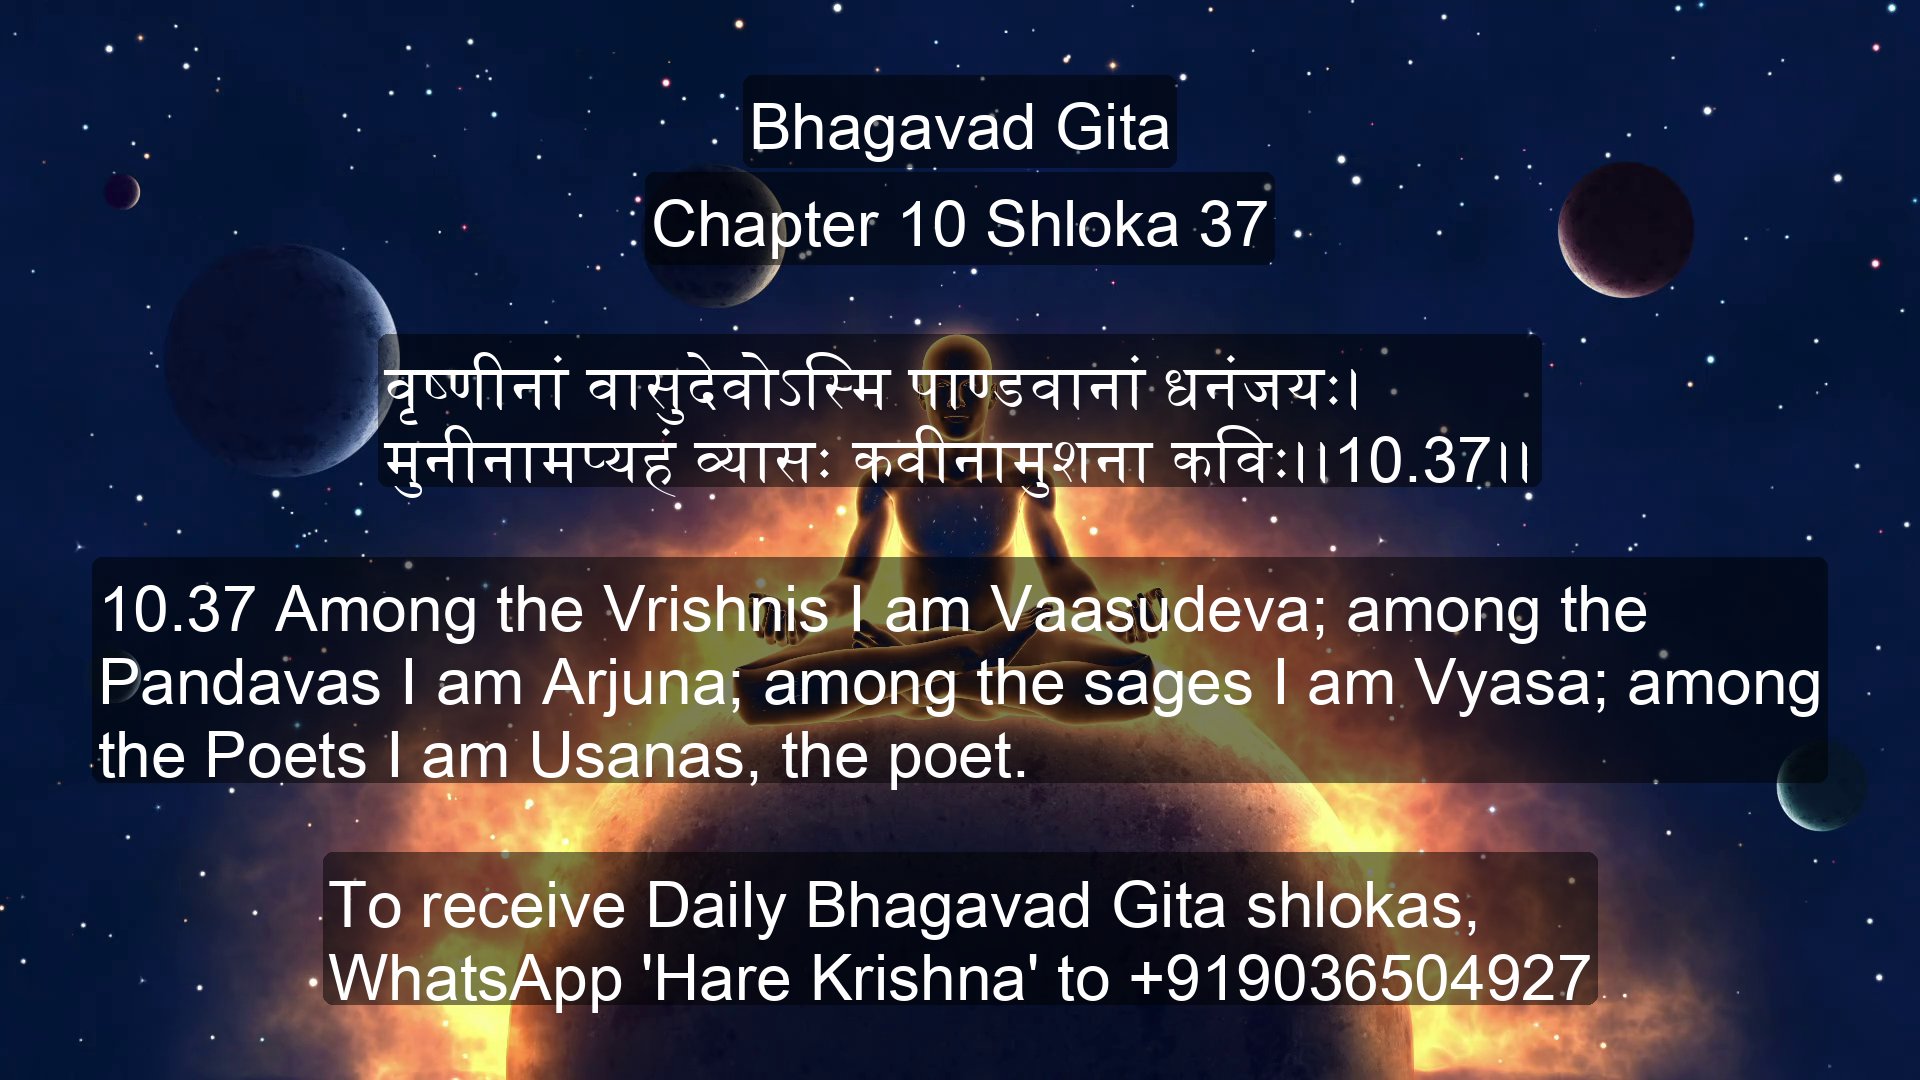 Bhagavad Gita
Chapter 10 Shloka 37
वृष्णीनां वासुदेवोऽस्मि पाण्डवानां धनंजयः।
मुनीनामप्यहं व्यासः कवीनामुशना कविः।।10.37।।
10.37 Among the Vrishnis I am Vaasudeva; among the
Pandavas I am Arjuna; among the sages I am Vyasa; among
the Poets I am Usanas, the poet.
To receive Daily Bhagavad Gita shlokas,
WhatsApp 'Hare Krishna' to +919036504927